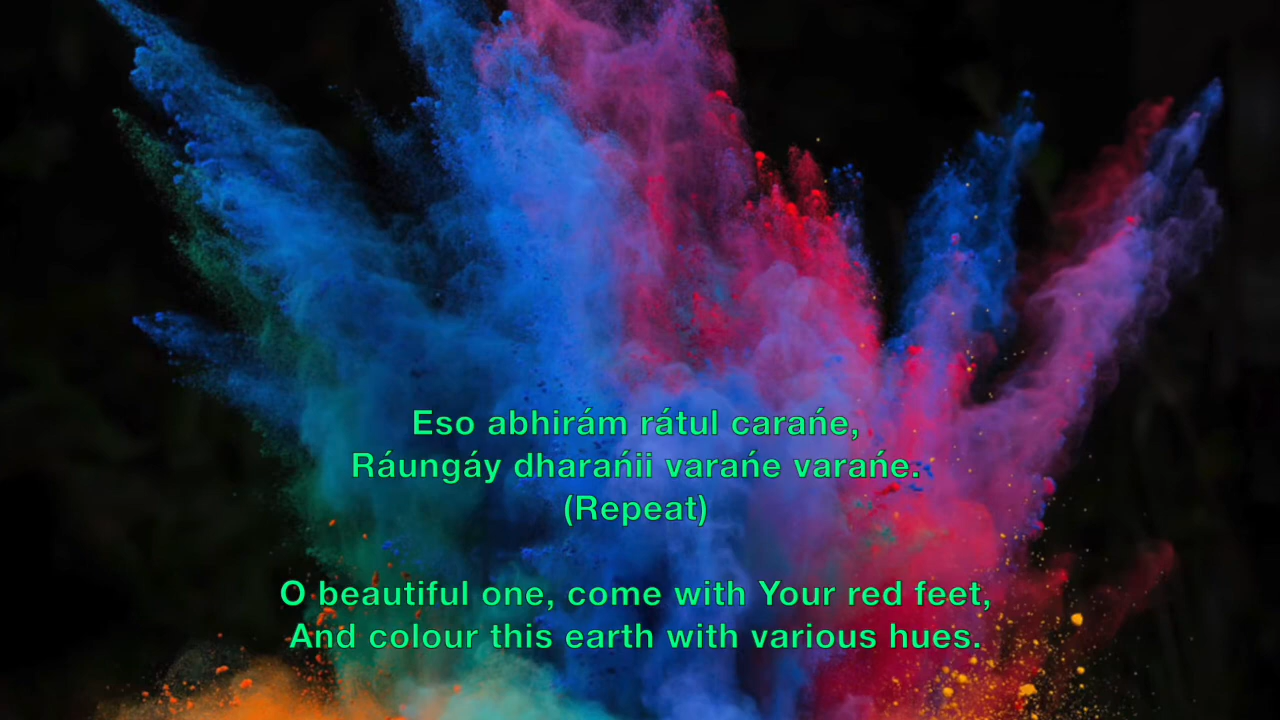 Eso abhirám rátul carańe,
Ráungáy dharańii varańe varańe.
(Repeat)
O beautiful one, come with Your red feet,
And colour this earth with various hues.